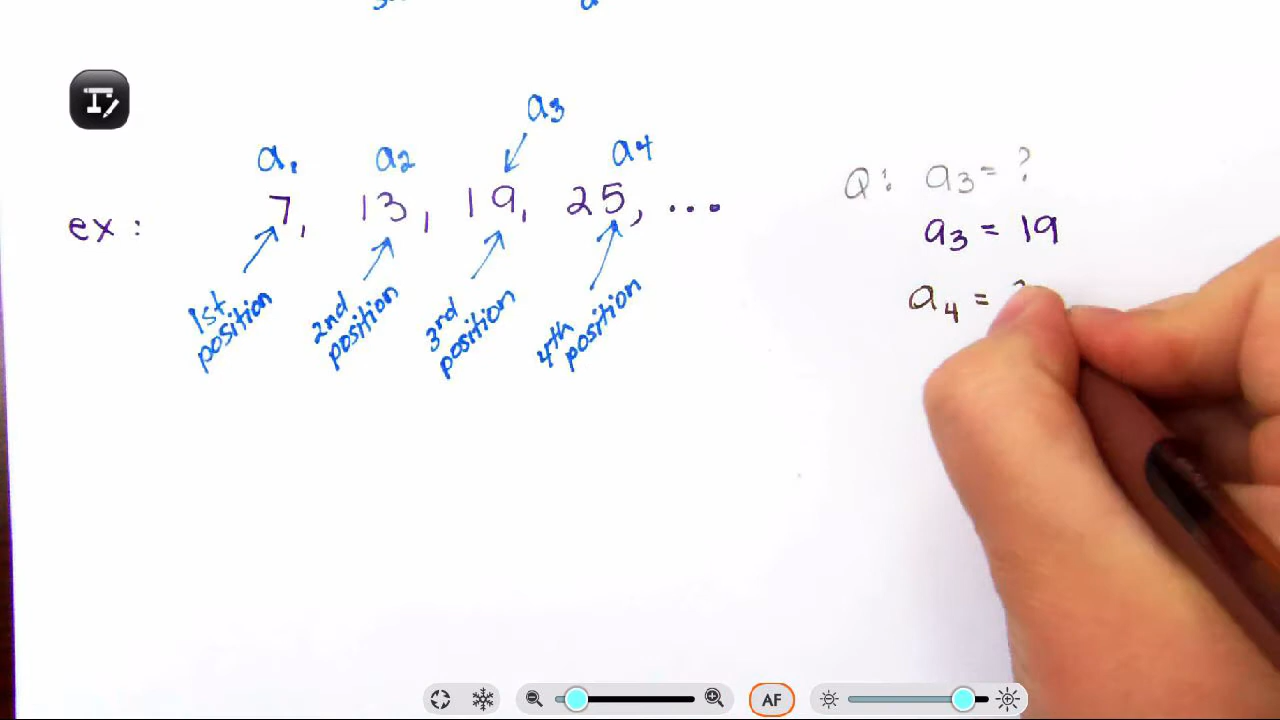 a3
a1 a2 a4
ex : 7, 13, 19, 25, ...
1st position
2nd position
3rd position
4th position
Q: a3 = ?
a3 = 19
a4 =
AF